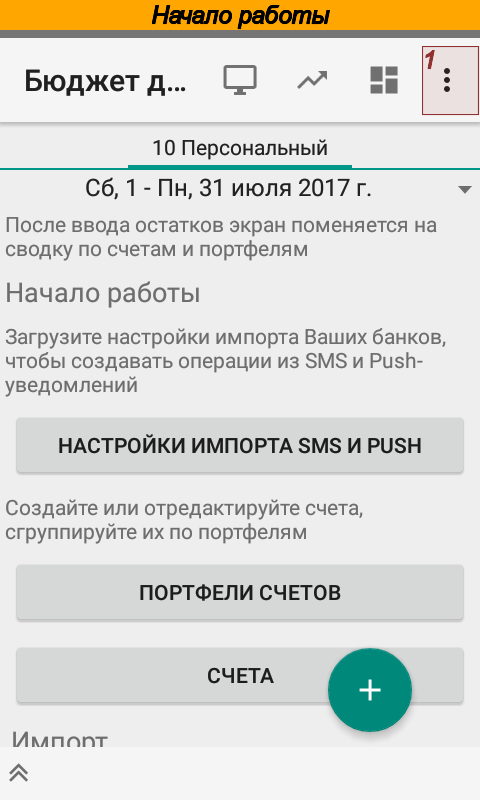 Начало работы
1
Бюджет д...
10 Персональный
Сб, 1 - Пн, 31 июля 2017 г.
После ввода остатков экран поменяется на
сводку по счетам и портфелям
Начало работы
Загрузите настройки импорта Ваших банков,
чтобы создавать операции из SMS и Push-
уведомлений
НАСТРОЙКИ ИМПОРТА SMS И PUSH
Создайте или отредактируйте счета,
сгруппируйте их по портфелям
ПОРТФЕЛИ СЧЕТОВ
СЧЕТА
Импорт